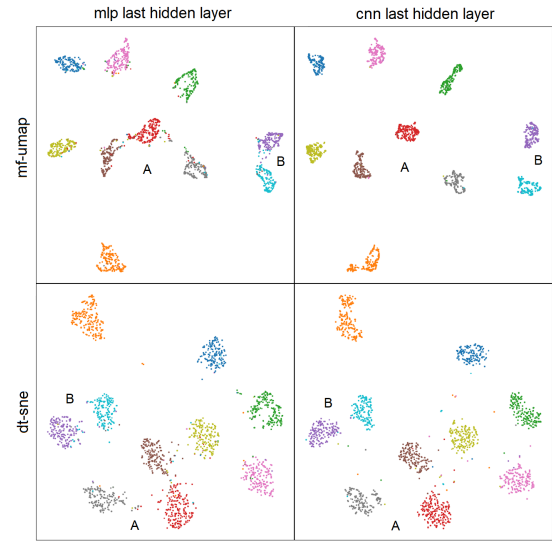 mlp last hidden layer
cnn last hidden layer
mf-umap
A
B
A
B
dt-sne
B
A
B
A